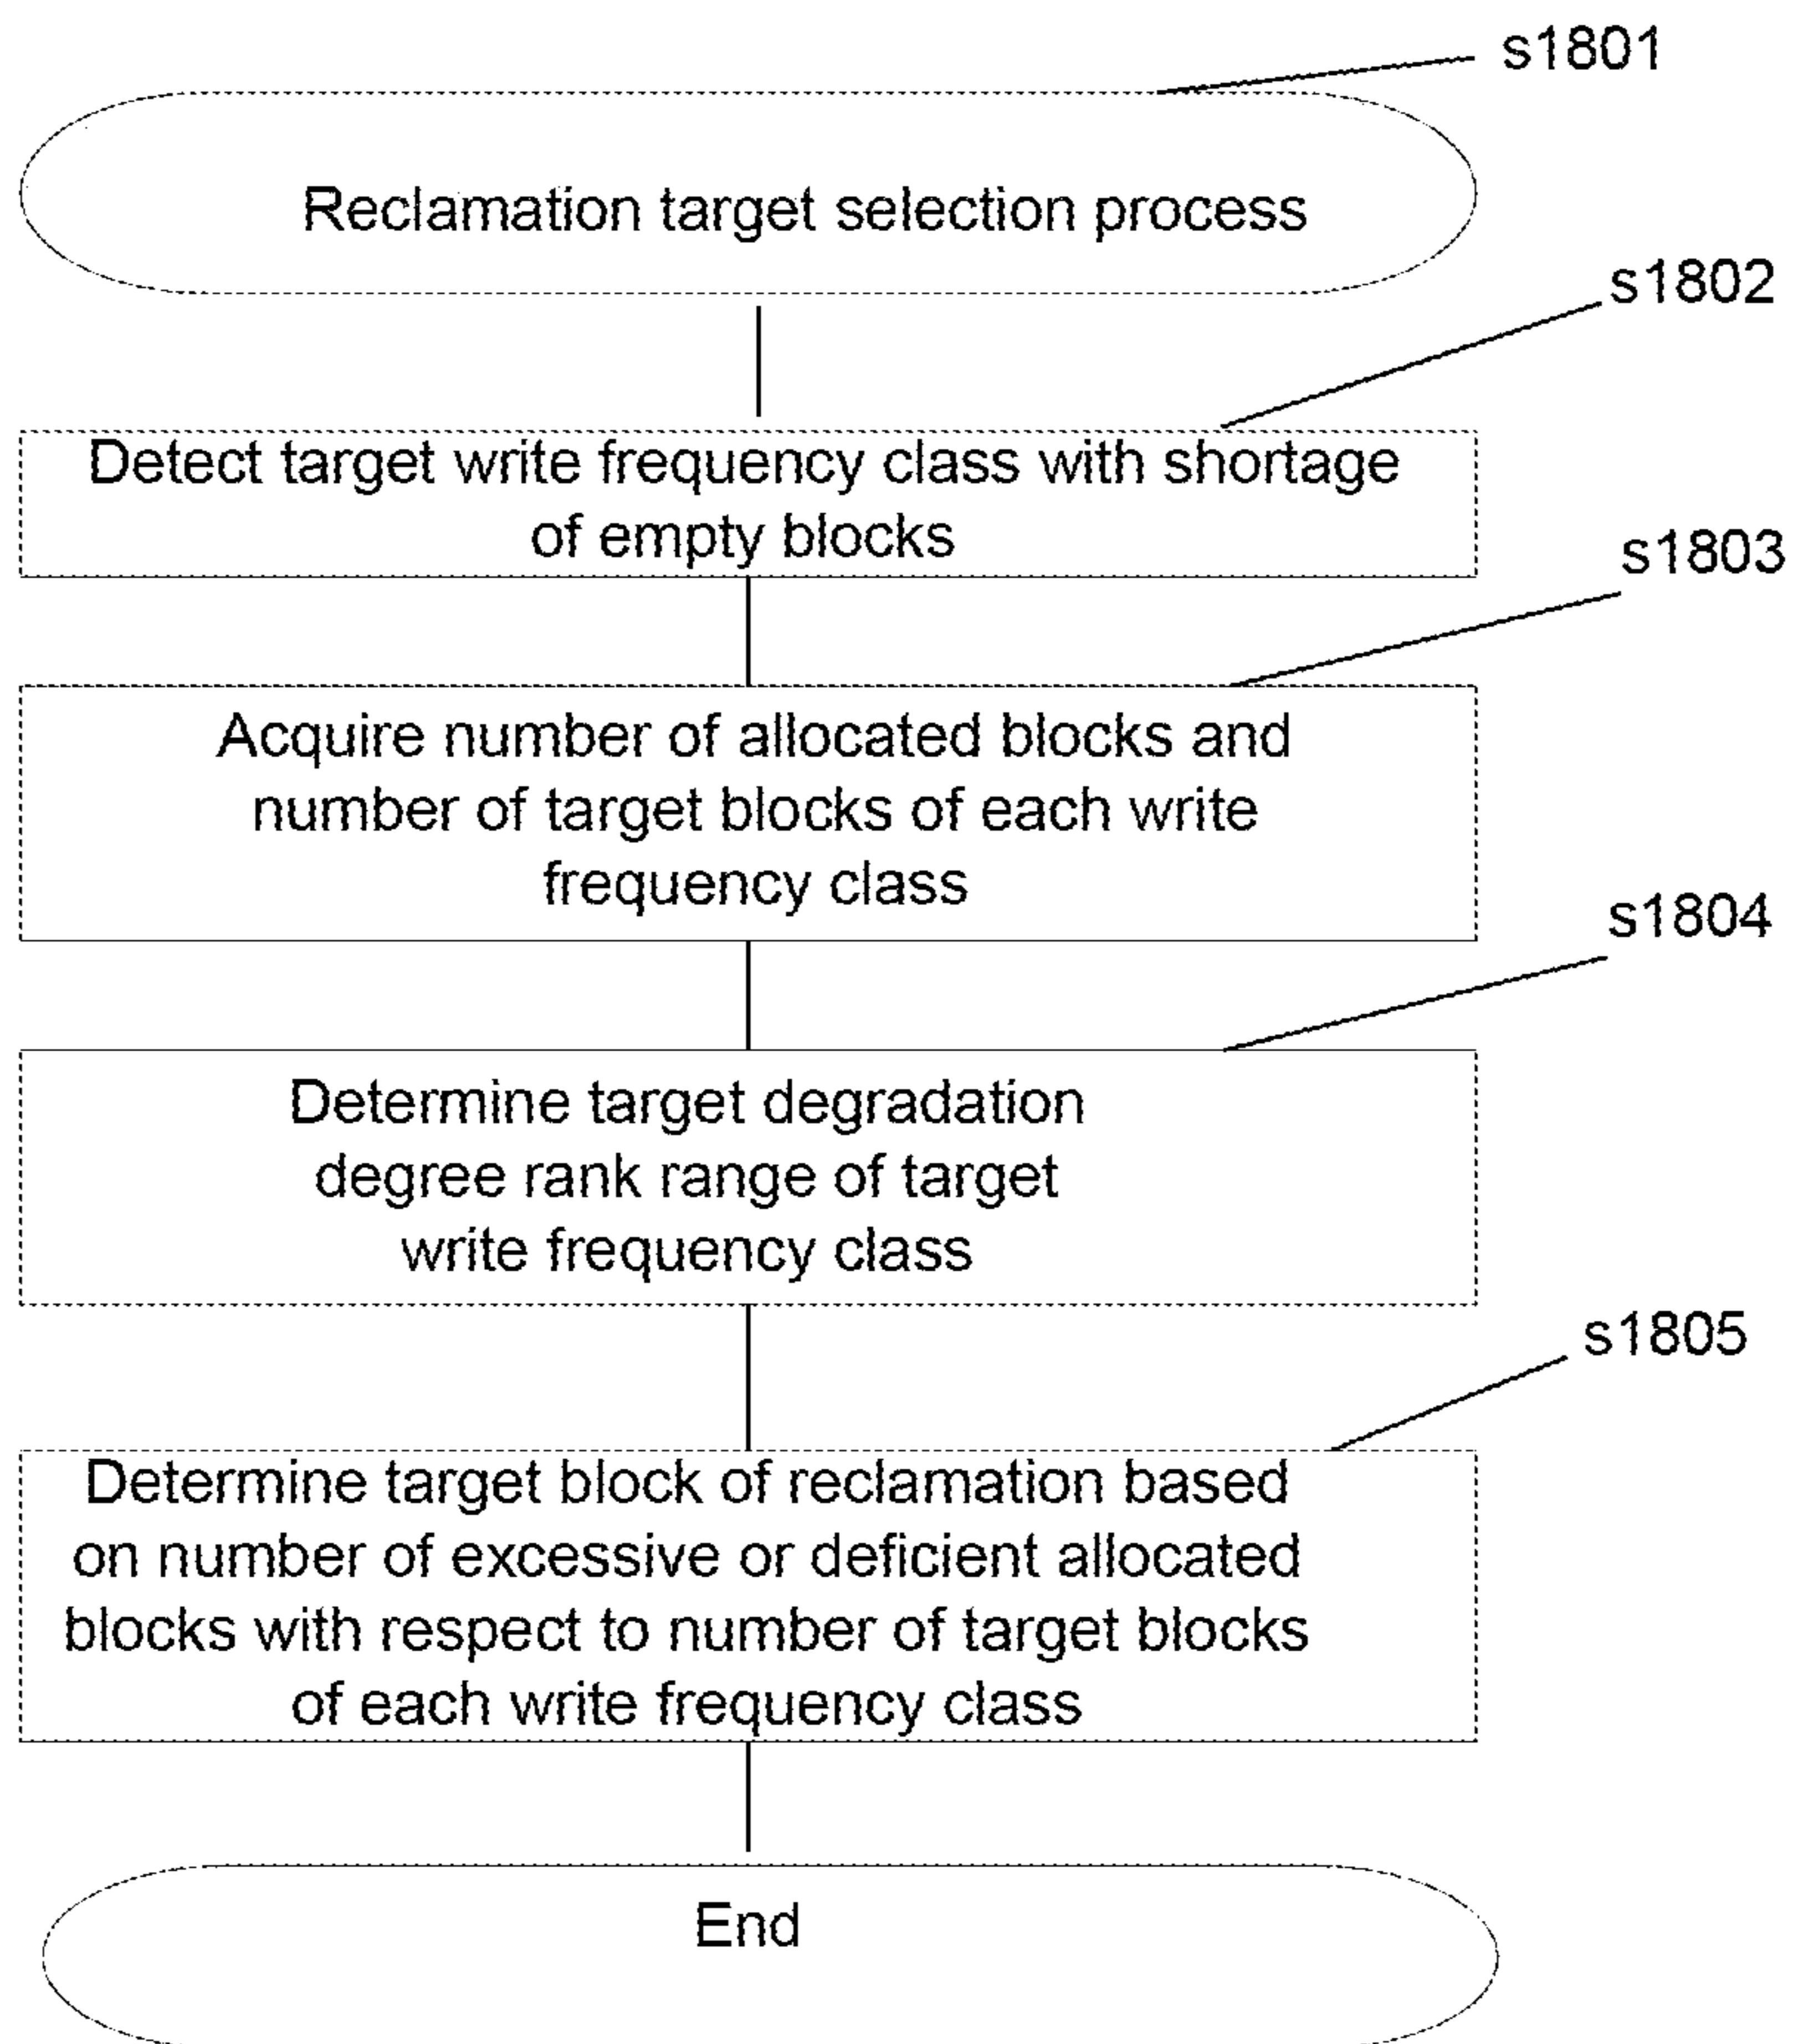 s1801
Reclamation target selection process
s1802
Detect target write frequency class with shortage
of empty blocks
s1803
Acquire number of allocated blocks and
number of target blocks of each write
frequency class
s1804
Determine target degradation
degree rank range of target
write frequency class
s1805
Determine target block of reclamation based
on number of excessive or deficient allocated
blocks with respect to number of target blocks
of each write frequency class
End